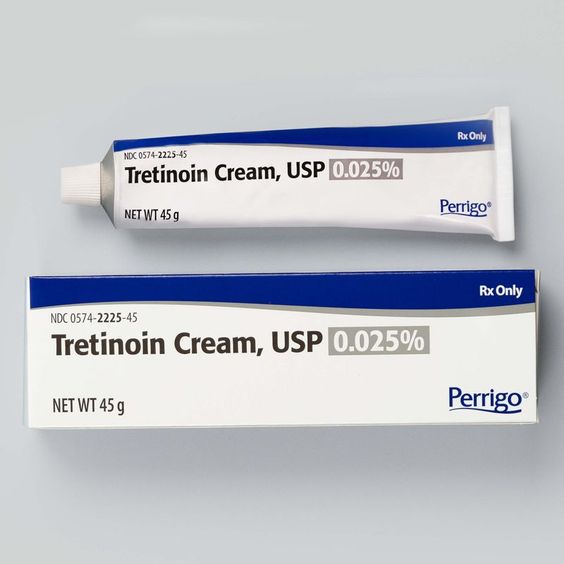 Rx Only
NDC 0574-2225-45
Tretinoin Cream, USP 0.025%
NET WT 45 g
Perrigo®
Rx Only
NDC 0574-2225-45
Tretinoin Cream, USP 0.025%
NET WT 45 g
Perrigo®